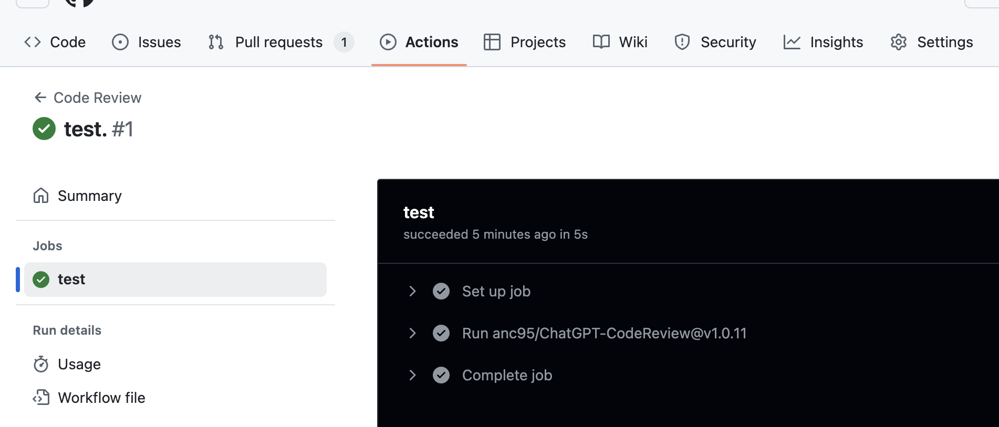 Code Issues Pull requests 1 Actions Projects Wiki Security Insights Settings
Code Review
test. #1
Summary
Jobs
test
Run details
Usage
Workflow file
test
succeeded 5 minutes ago in 5s
Set up job
Run anc95/ChatGPT-CodeReview@v1.0.11
Complete job